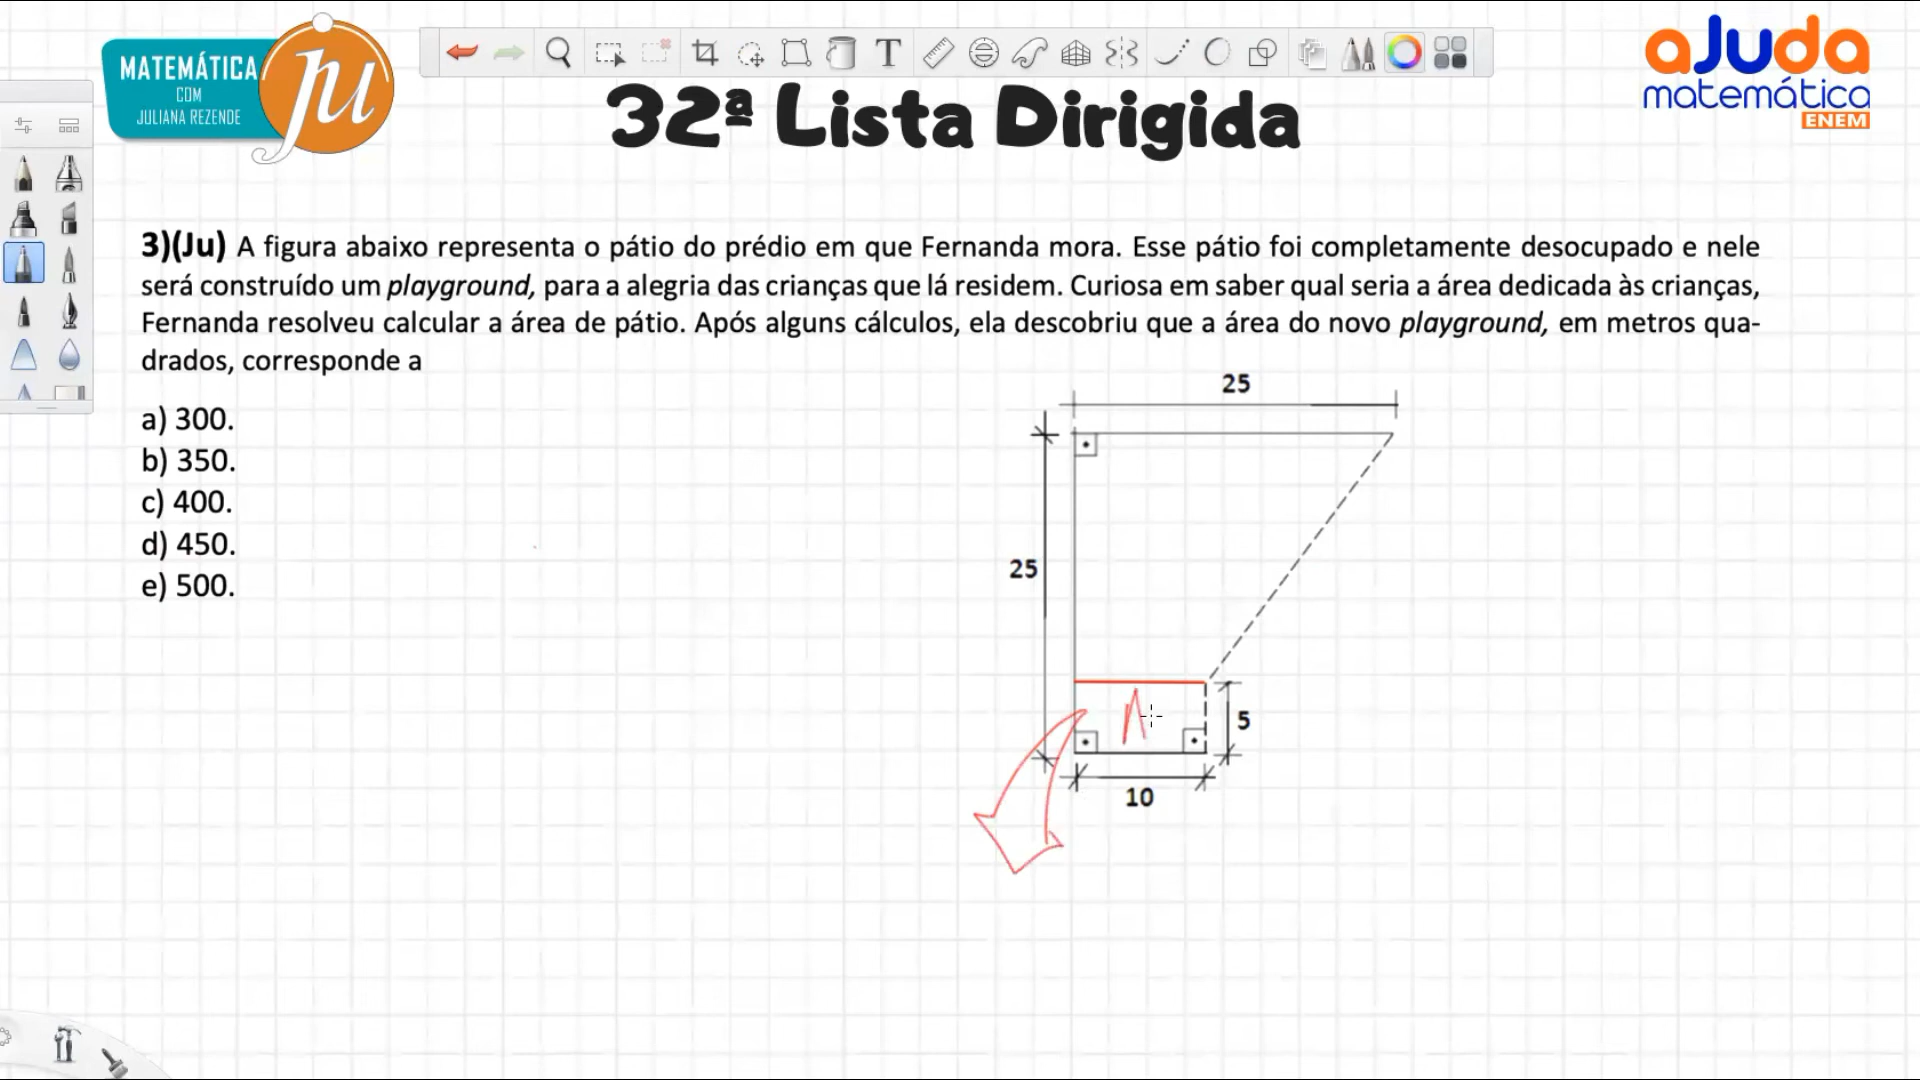 MATEMÁTICA
COM
JULIANA REZENDE
ju
T
aJuda
matemática
ENEM
32ª Lista Dirigida
3)(Ju) A figura abaixo representa o pátio do prédio em que Fernanda mora. Esse pátio foi completamente desocupado e nele
será construído um playground, para a alegria das crianças que lá residem. Curiosa em saber qual seria a área dedicada às crianças,
Fernanda resolveu calcular a área de pátio. Após alguns cálculos, ela descobriu que a área do novo playground, em metros qua-
drados, corresponde a
a) 300.
b) 350.
c) 400.
d) 450.
e) 500.
25
25
5
10